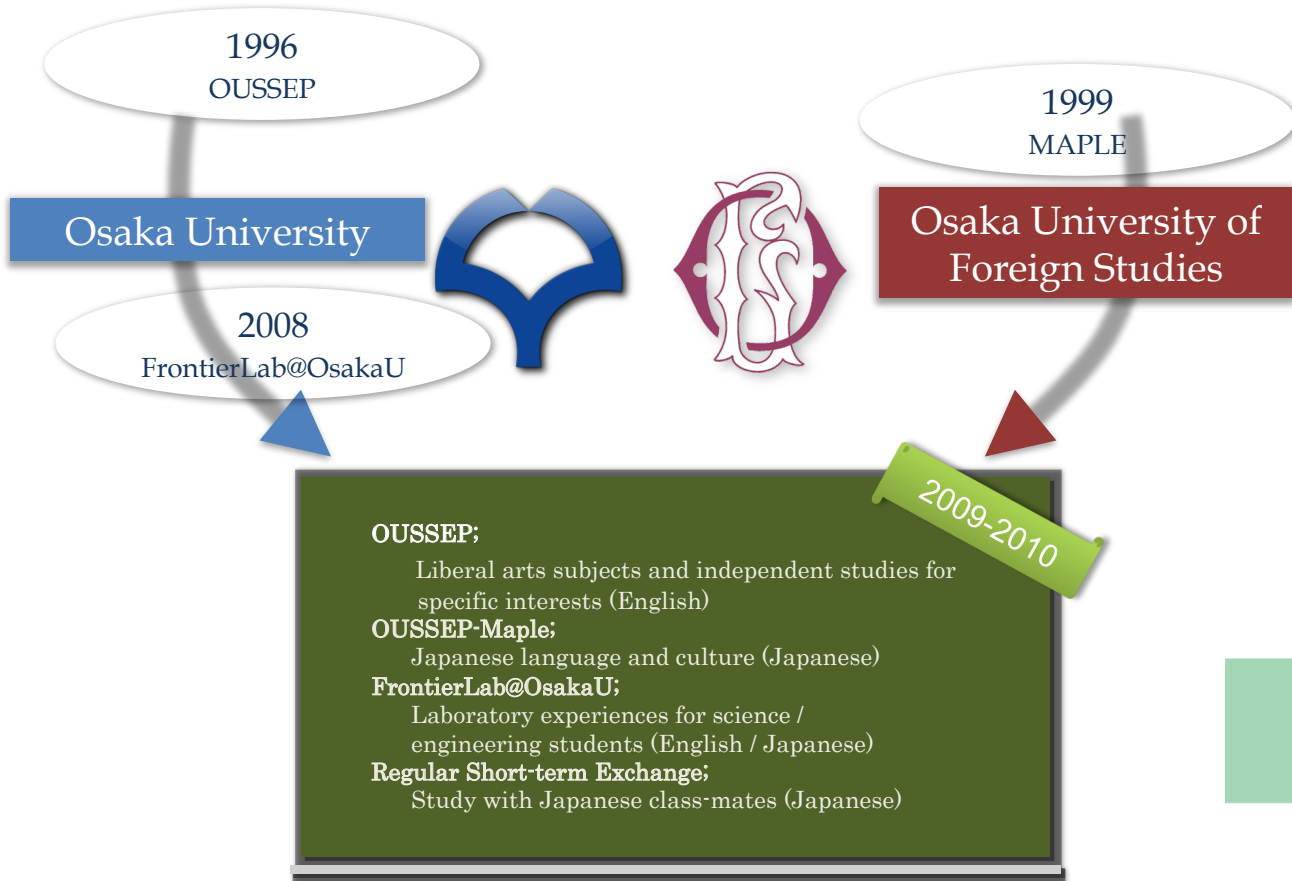 1996
OUSSEP
1999
MAPLE
Osaka University
Osaka University of
Foreign Studies
2008
FrontierLab@OsakaU
2009-2010
OUSSEP;
Liberal arts subjects and independent studies for
specific interests (English)
OUSSEP-Maple;
Japanese language and culture (Japanese)
FrontierLab@OsakaU;
Laboratory experiences for science /
engineering students (English / Japanese)
Regular Short-term Exchange;
Study with Japanese class-mates (Japanese)